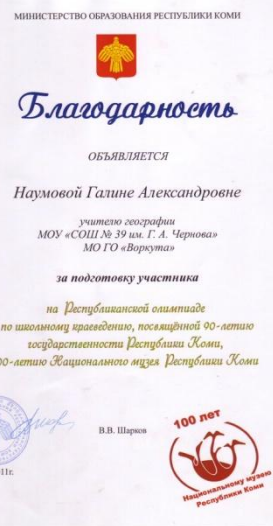 МИНИСТЕРСТВО ОБРАЗОВАНИЯ РЕСПУБЛИКИ КОМИ
Благодарность
ОБЪЯВЛЯЕТСЯ
Наумовой Галине Александровне
учителю географии
МОУ «СОШ № 39 им. Г. А. Чернова»
МО ГО «Воркута»
за подготовку участника
на Республиканской олимпиаде
по школьному краеведению, посвящённой 90-летию
государственности Республики Коми,
00-летию Национального музея Республики Коми
В.В. Шарков
11г.
100 лет
Национальному музею
Республики Коми